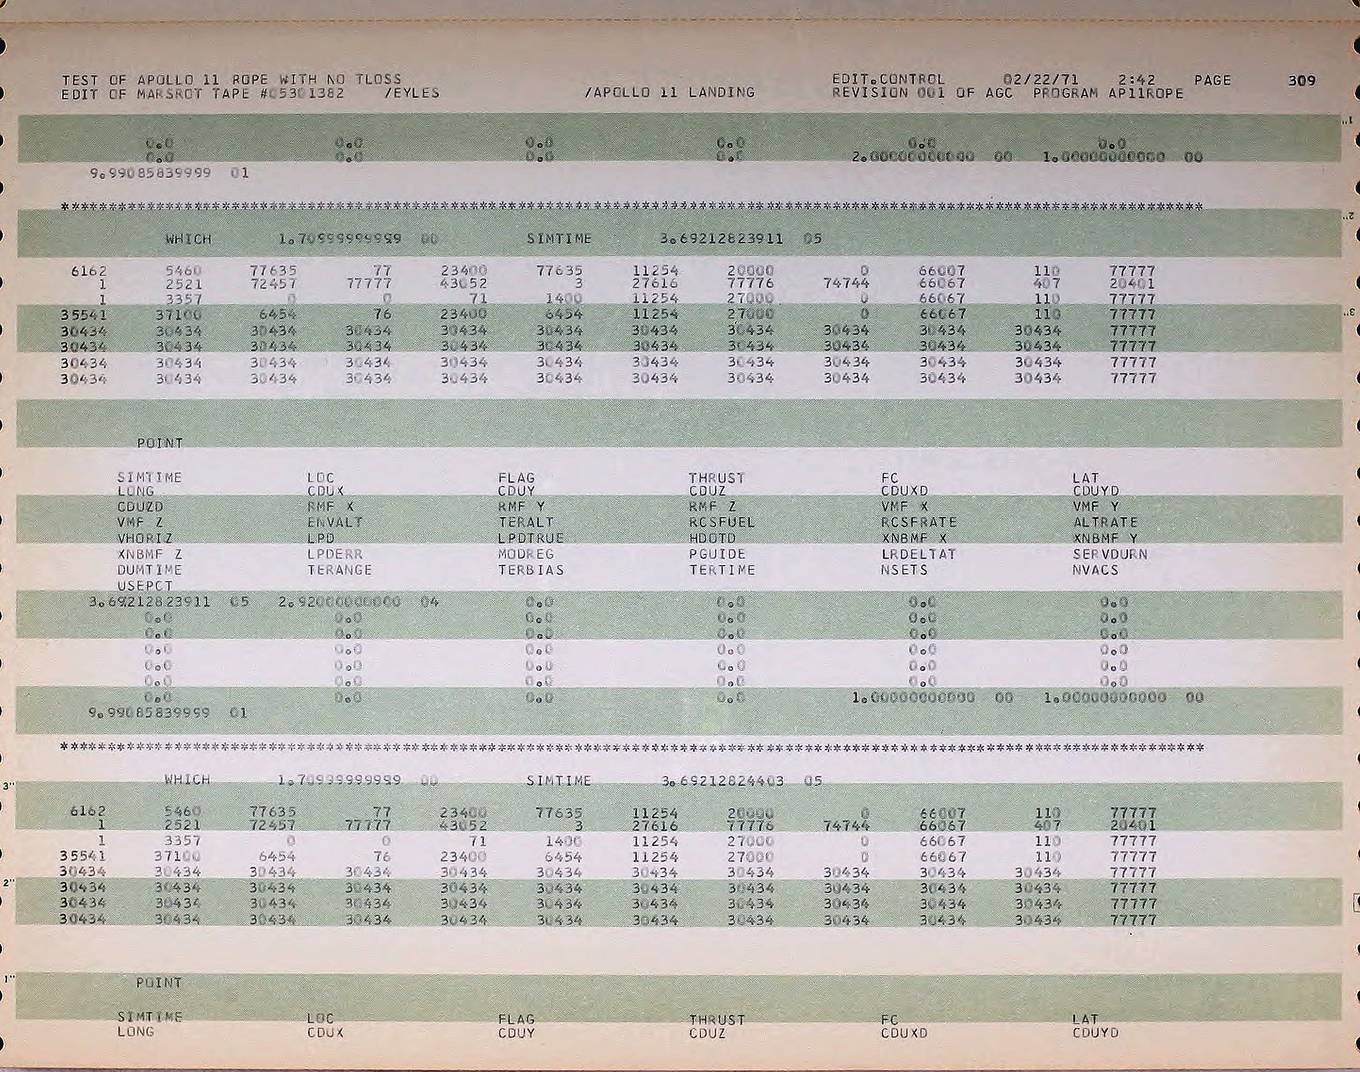 TEST OF APOLLO 11 ROPE WITH NO TLOSS EDIT.CONTROL 02/22/71 2:42 PAGE 309
EDIT OF MARSROT TAPE #05301382 /EYLES /APOLLO 11 LANDING REVISION 001 OF AGC PROGRAM AP11ROPE
0.0 0.0 0.0 0.0 0.0 0.0
0.0 0.0 0.0 0.0 2.00000000000 00 1.00000000000 00
9.99085839999 01
************************************************************************************************************************
WHICH 1.70999999999 00 SIMTIME 3.69212823911 05
6162 5460 77635 77 23400 77635 11254 20000 0 66007 110 77777
1 2521 72457 77777 43052 3 27616 77776 74744 66067 407 20401
1 3357 0 0 71 1400 11254 27000 0 66067 110 77777
35541 37100 6454 76 23400 6454 11254 27000 0 66067 110 77777
30434 30434 30434 30434 30434 30434 30434 30434 30434 30434 30434 77777
30434 30434 30434 30434 30434 30434 30434 30434 30434 30434 30434 77777
30434 30434 30434 30434 30434 30434 30434 30434 30434 30434 30434 77777
30434 30434 30434 30434 30434 30434 30434 30434 30434 30434 30434 77777
POINT
SIMTIME LOC FLAG THRUST FC LAT
LONG CDUX CDUY CDUZ CDUXD CDUYD
CDUZD RMF X RMF Y RMF Z VMF X VMF Y
VMF Z ENVALT TERALT RCSFUEL RCSFRATE ALTRATE
VHORIZ LPD LPDTRUE HDOTD XNBMF X XNBMF Y
XNBMF Z LPDERR MODREG PGUIDE LRDELTAT SERVDURN
DUMTIME TERANGE TERBIAS TERTIME NSETS NVACS
USEPCT
3.69212823911 05 2.92000000000 04 0.0 0.0 0.0 0.0
0.0 0.0 0.0 0.0 0.0 0.0
0.0 0.0 0.0 0.0 0.0 0.0
0.0 0.0 0.0 0.0 0.0 0.0
0.0 0.0 0.0 0.0 0.0 0.0
0.0 0.0 0.0 0.0 0.0 0.0
0.0 0.0 0.0 0.0 1.00000000000 00 1.00000000000 00
9.99085839999 01
************************************************************************************************************************
WHICH 1.70999999999 00 SIMTIME 3.69212824403 05
6162 5460 77635 77 23400 77635 11254 20000 0 66007 110 77777
1 2521 72457 77777 43052 3 27616 77776 74744 66067 407 20401
1 3357 0 0 71 1400 11254 27000 0 66067 110 77777
35541 37100 6454 76 23400 6454 11254 27000 0 66067 110 77777
30434 30434 30434 30434 30434 30434 30434 30434 30434 30434 30434 77777
30434 30434 30434 30434 30434 30434 30434 30434 30434 30434 30434 77777
30434 30434 30434 30434 30434 30434 30434 30434 30434 30434 30434 77777
30434 30434 30434 30434 30434 30434 30434 30434 30434 30434 30434 77777
POINT
SIMTIME LOC FLAG THRUST FC LAT
LONG CDUX CDUY CDUZ CDUXD CDUYD
3"
2"
1"
1"
2"
3"